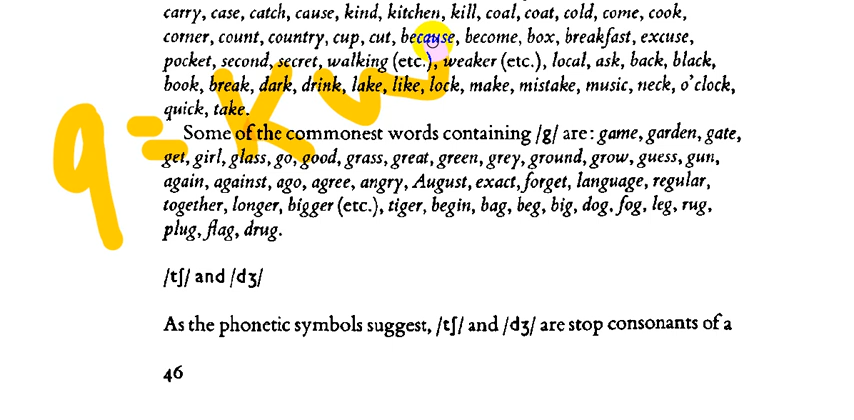 carry, case, catch, cause, kind, kitchen, kill, coal, coat, cold, come, cook,
corner, count, country, cup, cut, because, become, box, breakfast, excuse,
pocket, second, secret, walking (etc.), weaker (etc.), local, ask, back, black,
book, break, dark, drink, lake, like, lock, make, mistake, music, neck, o'clock,
quick, take.
q = Kw
Some of the commonest words containing /g/ are: game, garden, gate,
get, girl, glass, go, good, grass, great, green, grey, ground, grow, guess, gun,
again, against, ago, agree, angry, August, exact, forget, language, regular,
together, longer, bigger (etc.), tiger, begin, bag, beg, big, dog, fog, leg, rug,
plug, flag, drug.
/tʃ/ and /dʒ/
As the phonetic symbols suggest, /tʃ/ and /dʒ/ are stop consonants of a
46